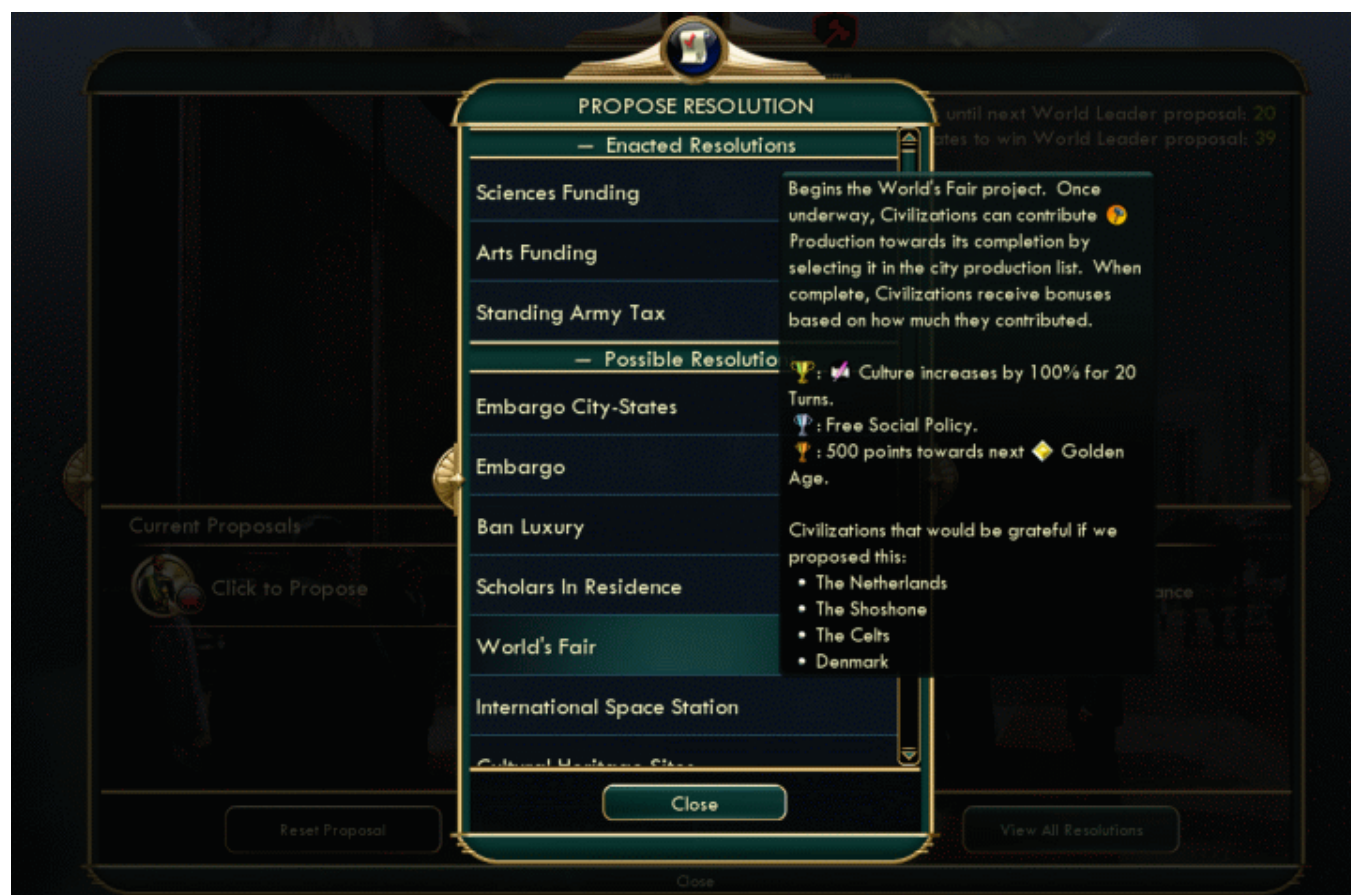 PROPOSE RESOLUTION
until next World Leader proposal: 20
to win World Leader proposal: 39
— Enacted Resolutions
Sciences Funding
Arts Funding
Standing Army Tax
— Possible Resolutio
Embargo City-States
Embargo
Ban Luxury
Scholars In Residence
World's Fair
International Space Station
Cultural Heritage Sites
Close
Begins the World's Fair project. Once
underway, Civilizations can contribute
Production towards its completion by
selecting it in the city production list. When
complete, Civilizations receive bonuses
based on how much they contributed.
: Culture increases by 100% for 20
Turns.
: Free Social Policy.
: 500 points towards next Golden
Age.
Civilizations that would be grateful if we
proposed this:
• The Netherlands
• The Shoshone
• The Celts
• Denmark
Current Proposals
Click to Propose
Reset Proposal
View All Resolutions
Close